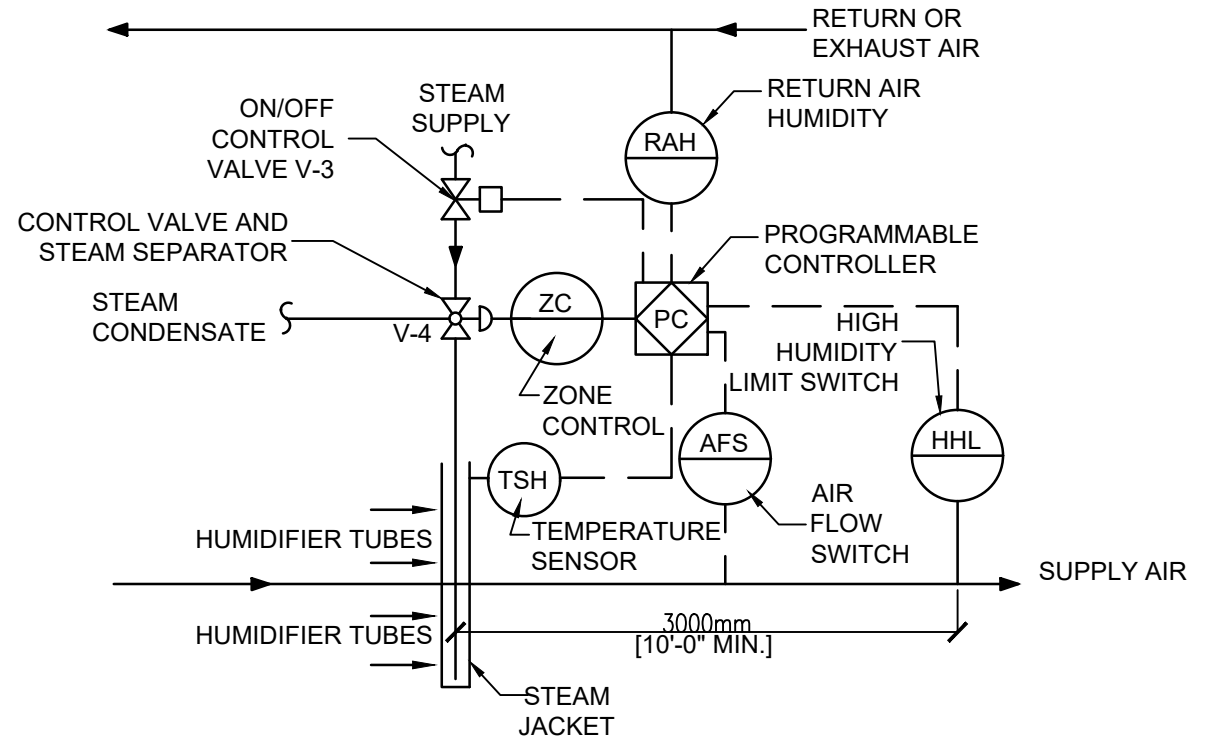 RETURN OR
EXHAUST AIR
RETURN AIR
HUMIDITY
RAH
STEAM
SUPPLY
ON/OFF
CONTROL
VALVE V-3
CONTROL VALVE AND
STEAM SEPARATOR
PROGRAMMABLE
CONTROLLER
STEAM
CONDENSATE
V-4
ZC
PC
HIGH
HUMIDITY
LIMIT SWITCH
ZONE
CONTROL
AFS
HHL
TSH
AIR
FLOW
SWITCH
HUMIDIFIER TUBES
TEMPERATURE
SENSOR
SUPPLY AIR
HUMIDIFIER TUBES
3000mm
[10'-0" MIN.]
STEAM
JACKET